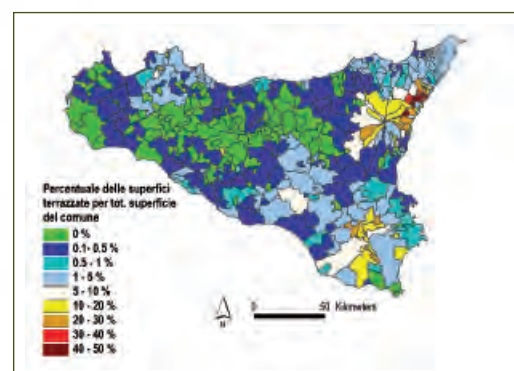 Percentuale delle superfici
terrazzate per tot. superficie
del comune
0 %
0.1- 0.5 %
0.5 - 1 %
1 - 5 %
5 - 10 %
10 - 20 %
20 - 30 %
30 - 40 %
40 - 50 %
N
0 50 Kilometers